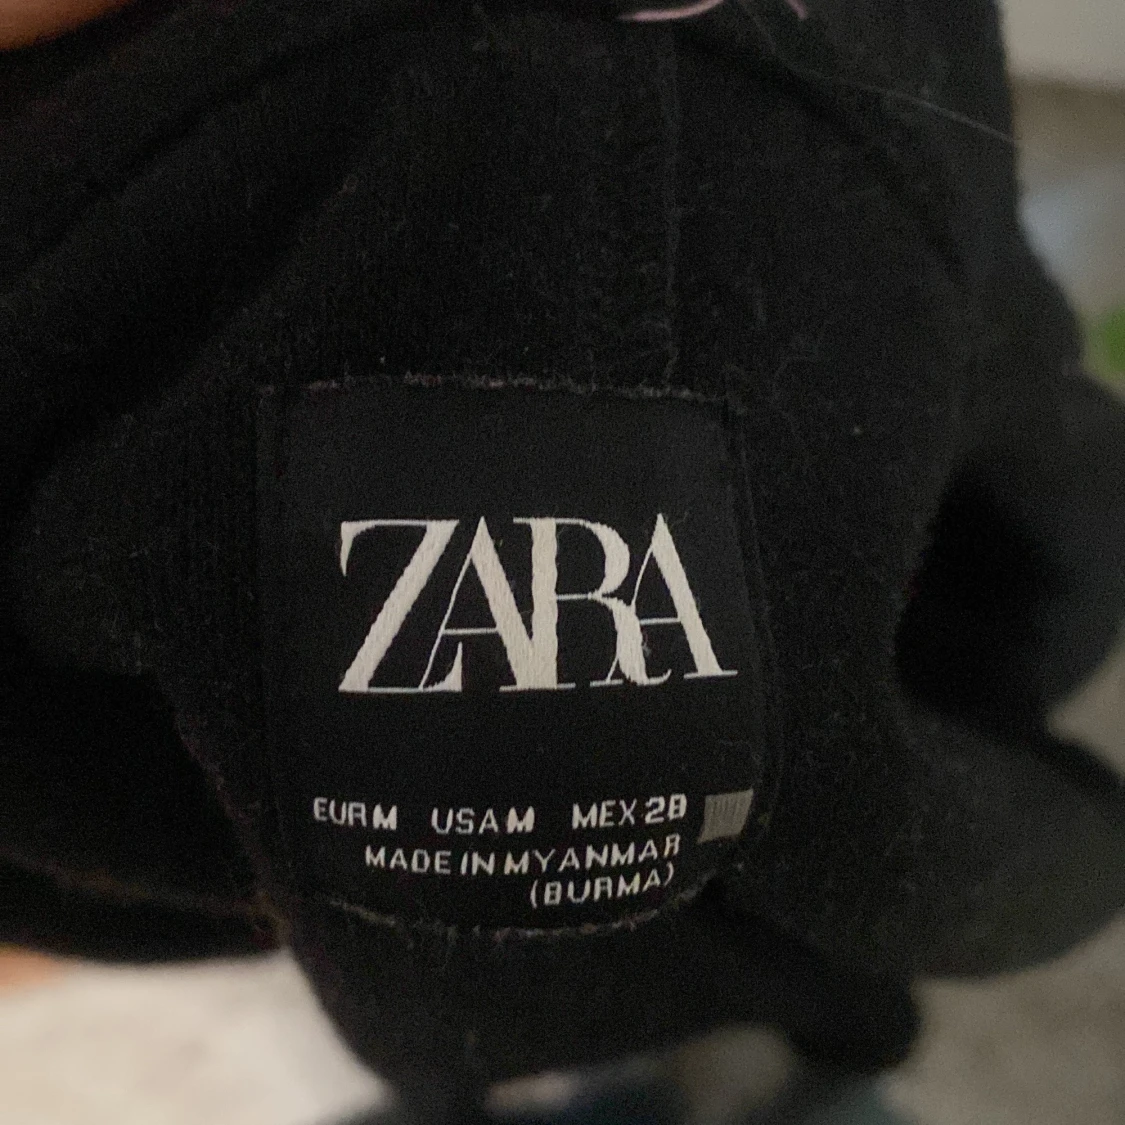 ZARA
EUR M USA M MEX 28
MADE IN MYANMAR
(BURMA)